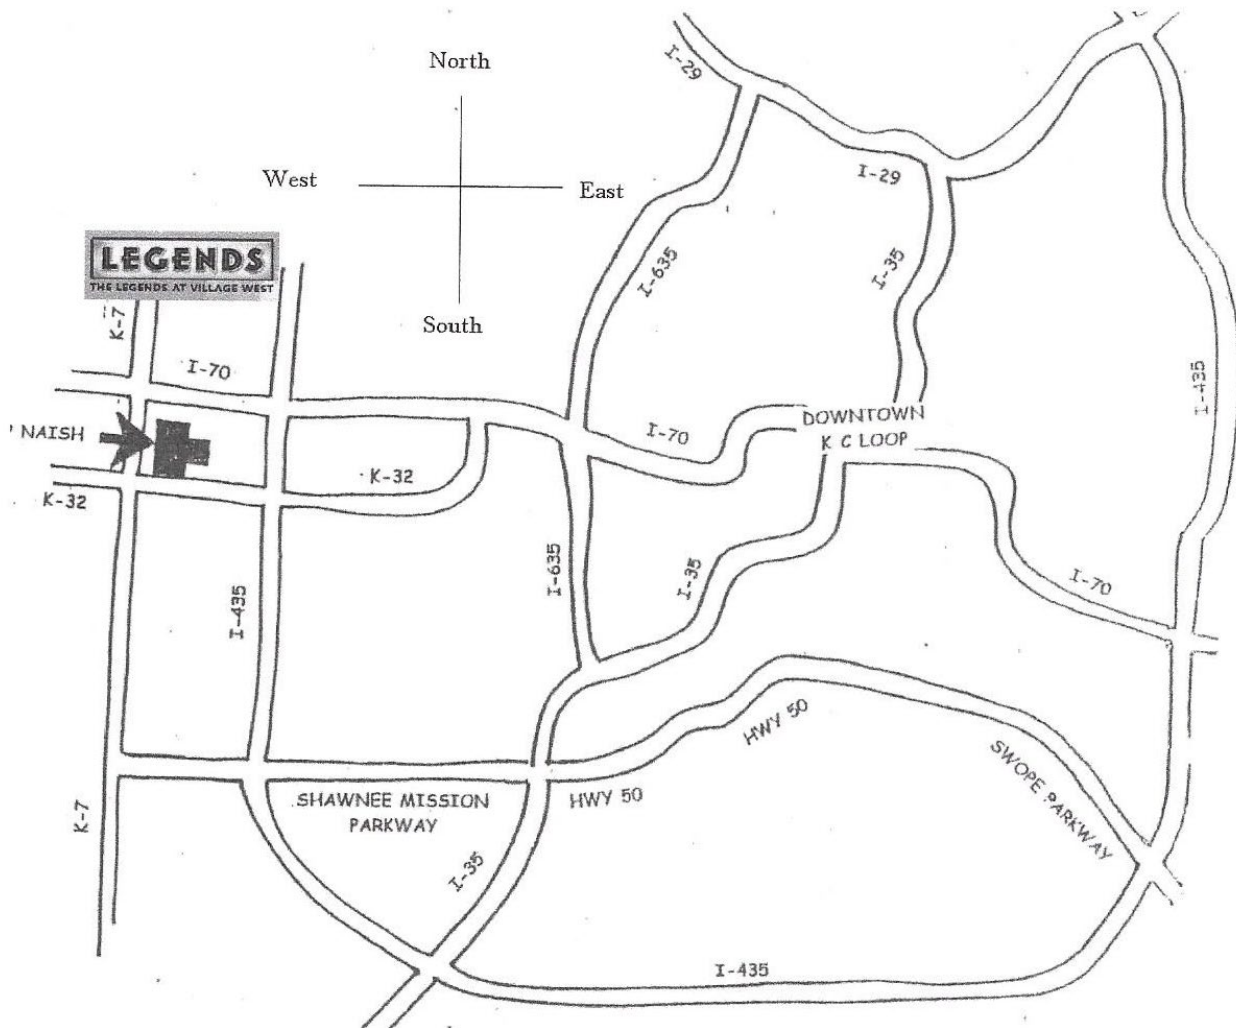 North
I-29
West
East
I-29
LEGENDS
THE LEGENDS AT VILLAGE WEST
I-635
I-35
K-7
South
I-70
I-435
NAISH
I-70
DOWNTOWN
K C LOOP
K-32
K-32
I-635
I-35
I-70
I-435
HWY 50
SWOPE PARKWAY
K-7
SHAWNEE MISSION
PARKWAY
HWY 50
I-35
I-435